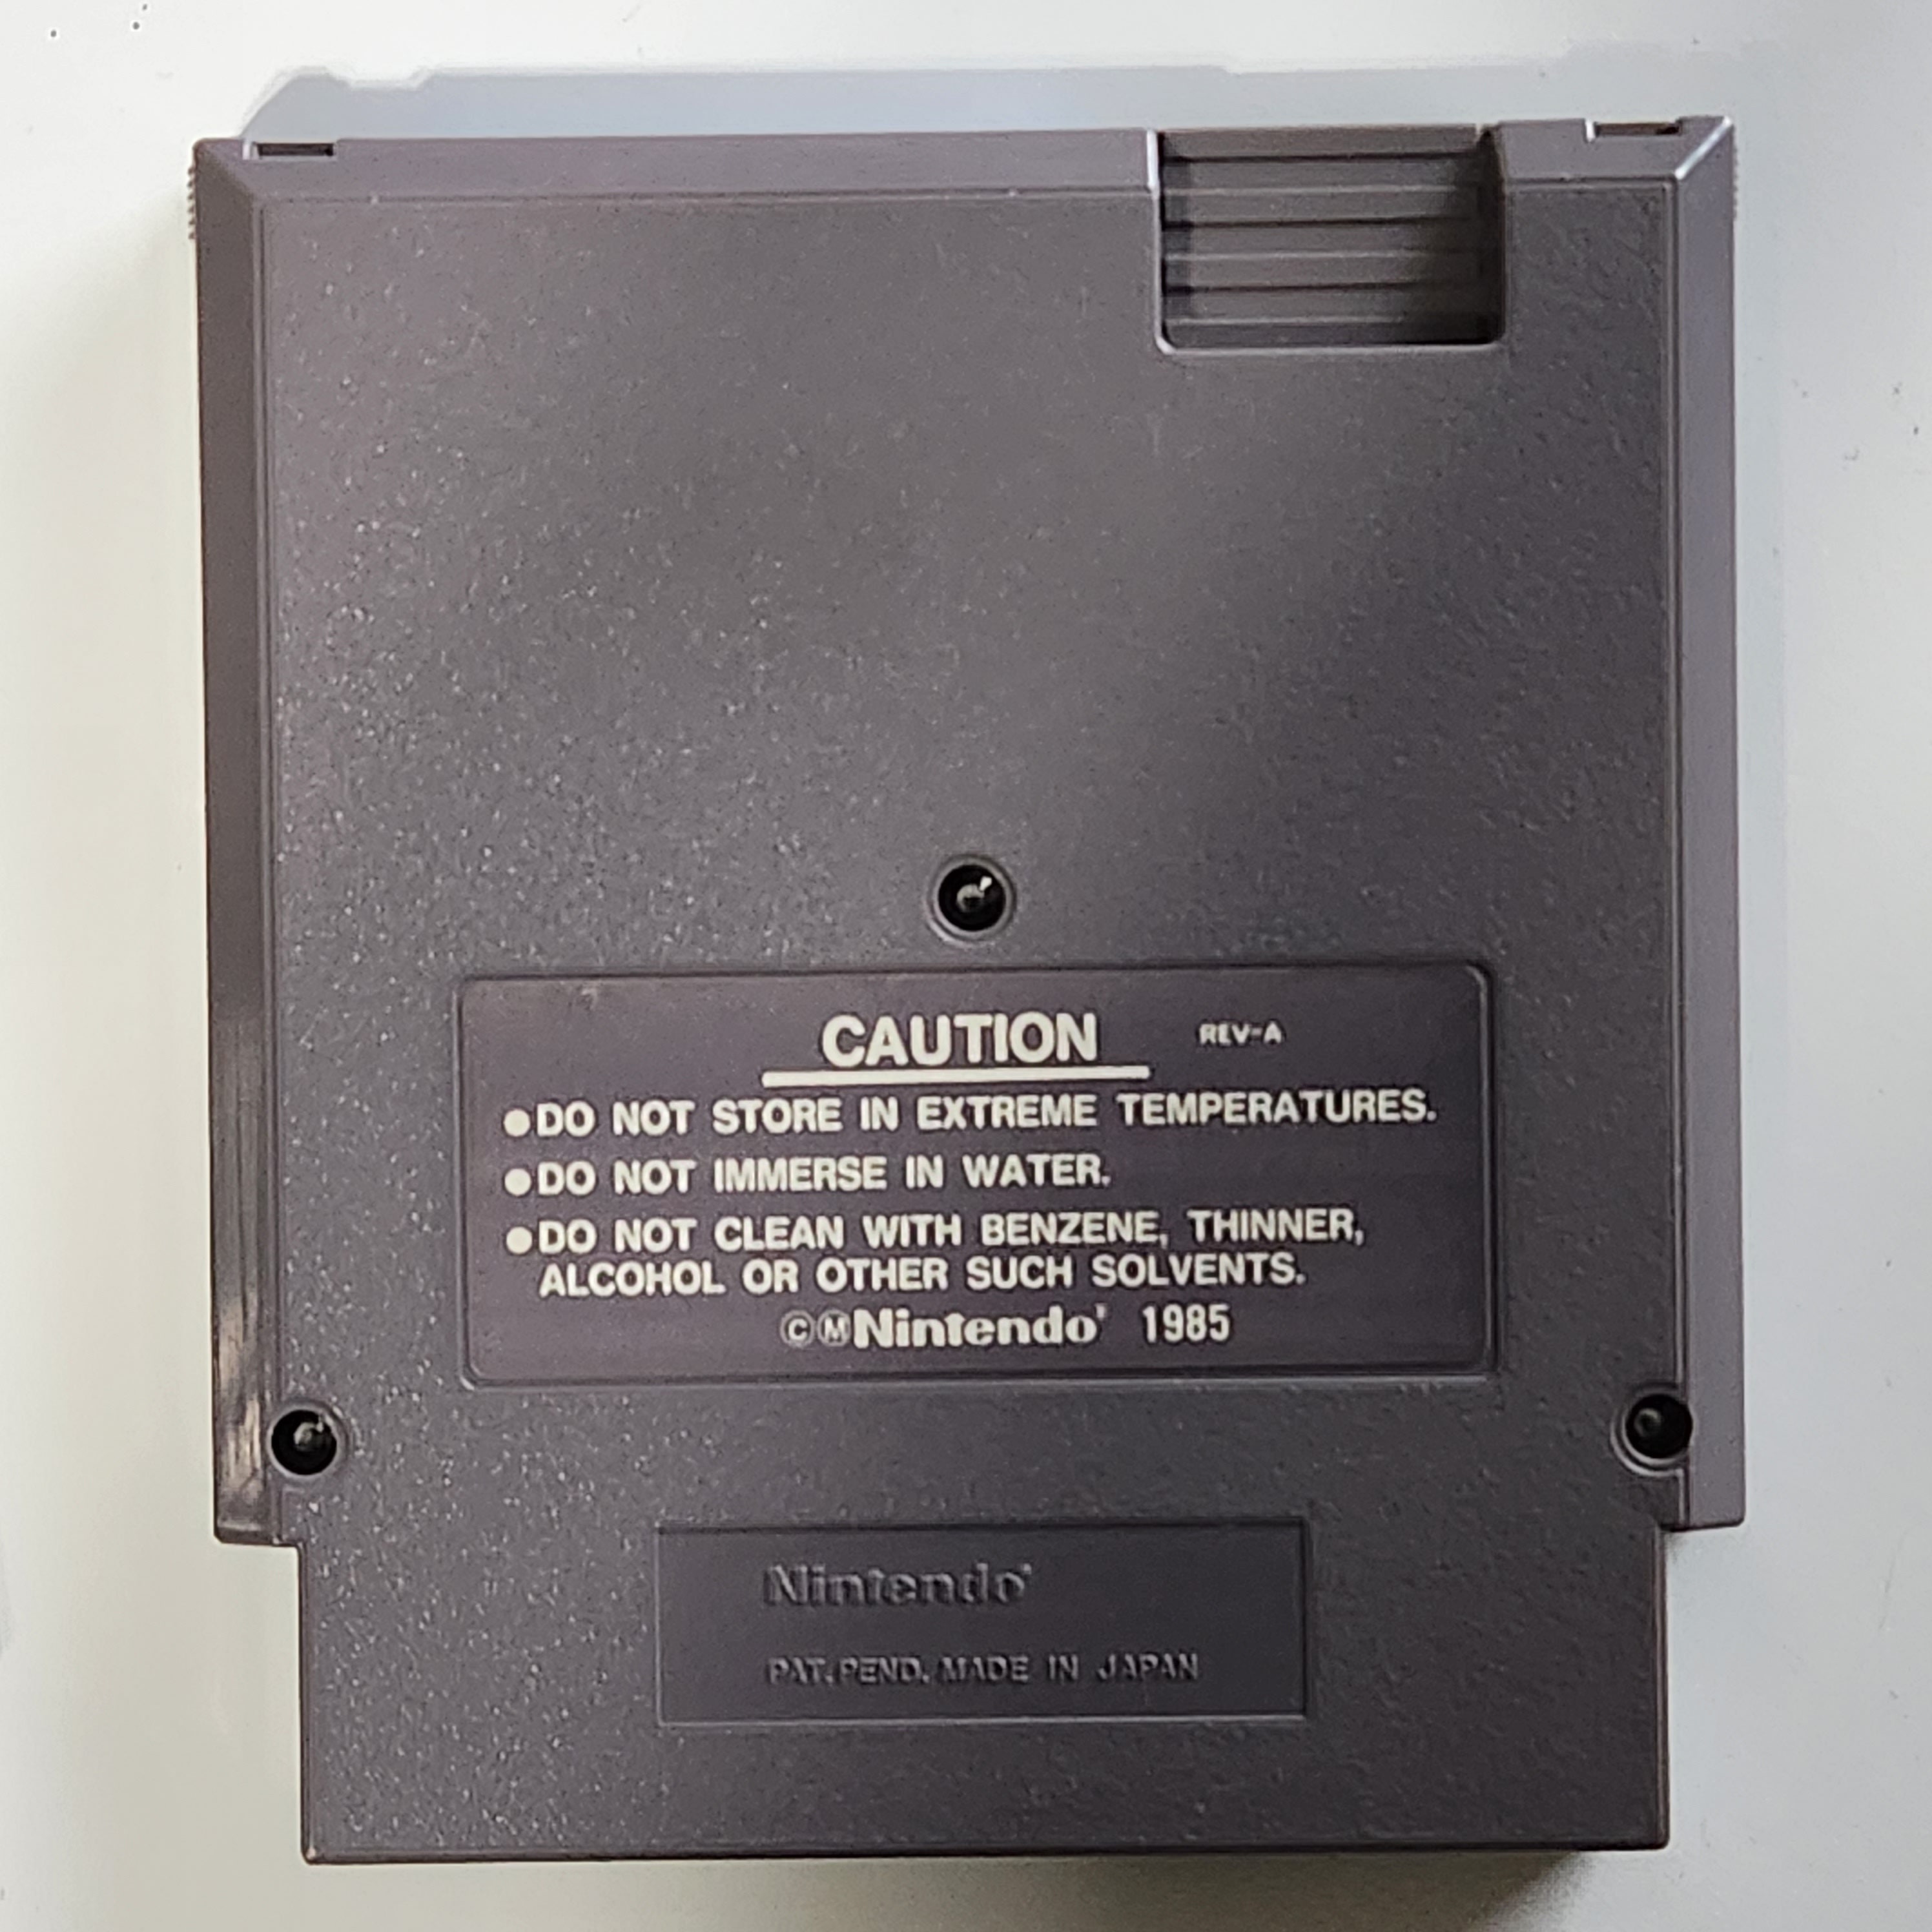 CAUTION REV-A
●DO NOT STORE IN EXTREME TEMPERATURES.
●DO NOT IMMERSE IN WATER.
●DO NOT CLEAN WITH BENZENE, THINNER,
ALCOHOL OR OTHER SUCH SOLVENTS.
©ⓂNintendo® 1985
Nintendo®
PAT.PEND. MADE IN JAPAN